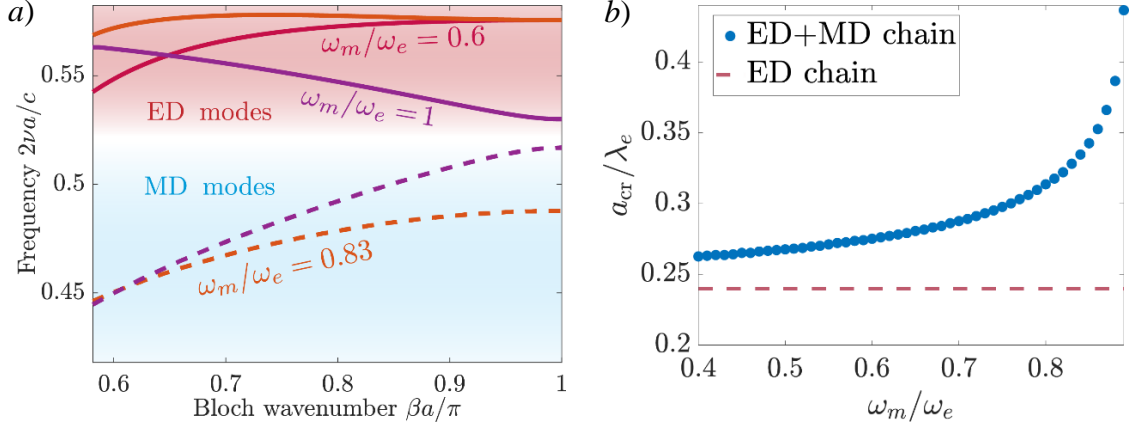 a)
Frequency 2νa/c
0.55
0.5
0.45
ω_m/ω_e = 0.6
ED modes
ω_m/ω_e = 1
MD modes
ω_m/ω_e = 0.83
0.6 0.7 0.8 0.9 1
Bloch wavenumber βa/π
b)
ED+MD chain
ED chain
a_cr/λ_e
0.4
0.35
0.3
0.25
0.2
0.4 0.5 0.6 0.7 0.8
ω_m/ω_e